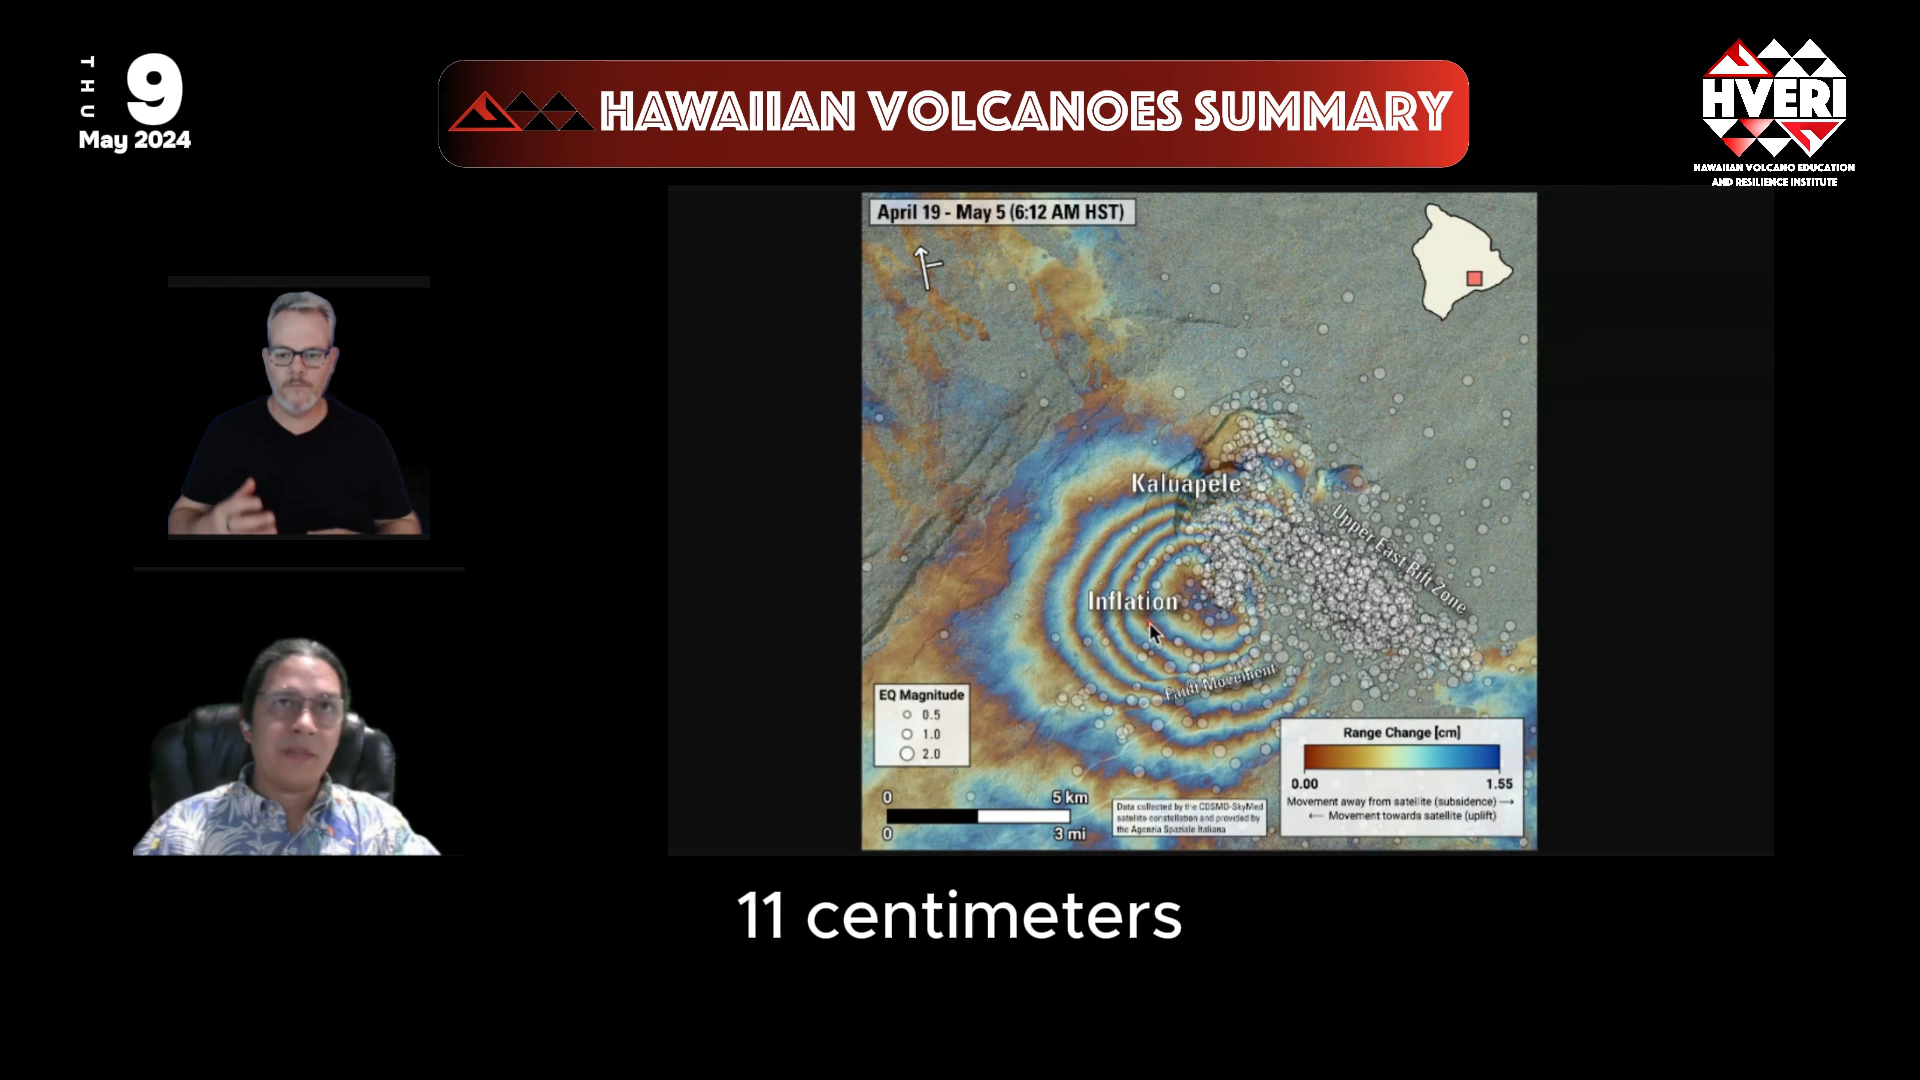 THU
9
May 2024
HAWAIIAN VOLCANOES SUMMARY
HVERI
HAWAIIAN VOLCANO EDUCATION
AND RESILIENCE INSTITUTE
April 19 - May 5 (6:12 AM HST)
Kaluapele
Upper East Rift Zone
Inflation
Fault Movement
EQ Magnitude
0.5
1.0
2.0
0 5 km
0 3 mi
Data collected by the CDSMO-SkyMed
satellite constellation and provided by
the Agenzia Spaziale Italiana
Range Change [cm]
0.00 1.55
Movement away from satellite (subsidence) →
← Movement towards satellite (uplift)
11 centimeters